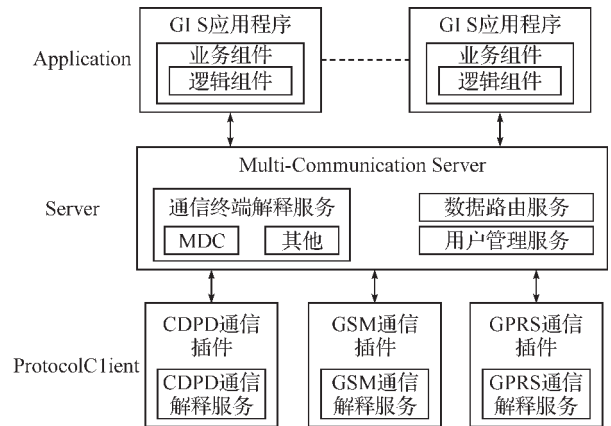 GIS应用程序
业务组件
逻辑组件
GIS应用程序
业务组件
逻辑组件
Application
Multi-Communication Server
通信终端解释服务
MDC
其他
数据路由服务
用户管理服务
Server
CDPD通信
插件
CDPD通信
解释服务
GSM通信
插件
GSM通信
解释服务
GPRS通信
插件
GPRS通信
解释服务
ProtocolC1ient